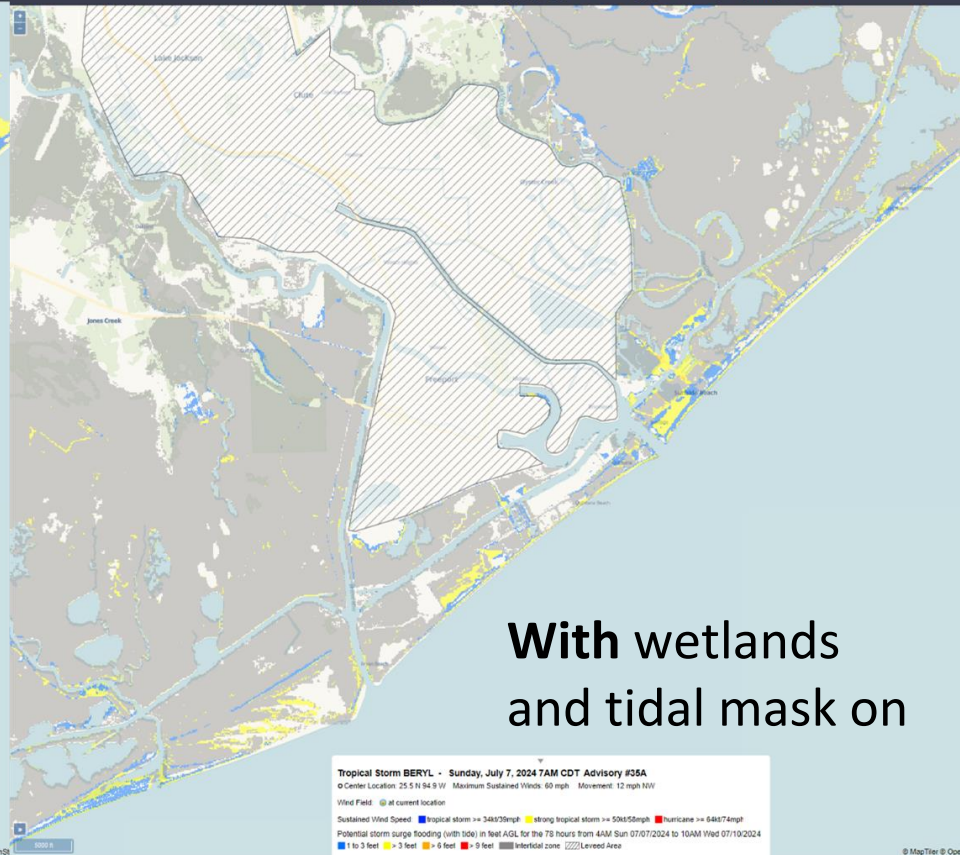 +
−
Lake Jackson
Clute
Oyster Creek
Jones Creek
Freeport
With wetlands
and tidal mask on
Tropical Storm BERYL - Sunday, July 7, 2024 7AM CDT Advisory #35A
Center Location: 25.5 N 94.9 W Maximum Sustained Winds: 60 mph Movement: 12 mph NW
Wind Field: at current location
Sustained Wind Speed: tropical storm >= 34kt/39mph strong tropical storm >= 50kt/58mph hurricane >= 64kt/74mph
Potential storm surge flooding (with tide) in feet AGL for the 78 hours from 4AM Sun 07/07/2024 to 10AM Wed 07/10/2024
1 to 3 feet > 3 feet > 6 feet > 9 feet Intertidal zone Leveed Area
3000 ft
© MapTiler ©